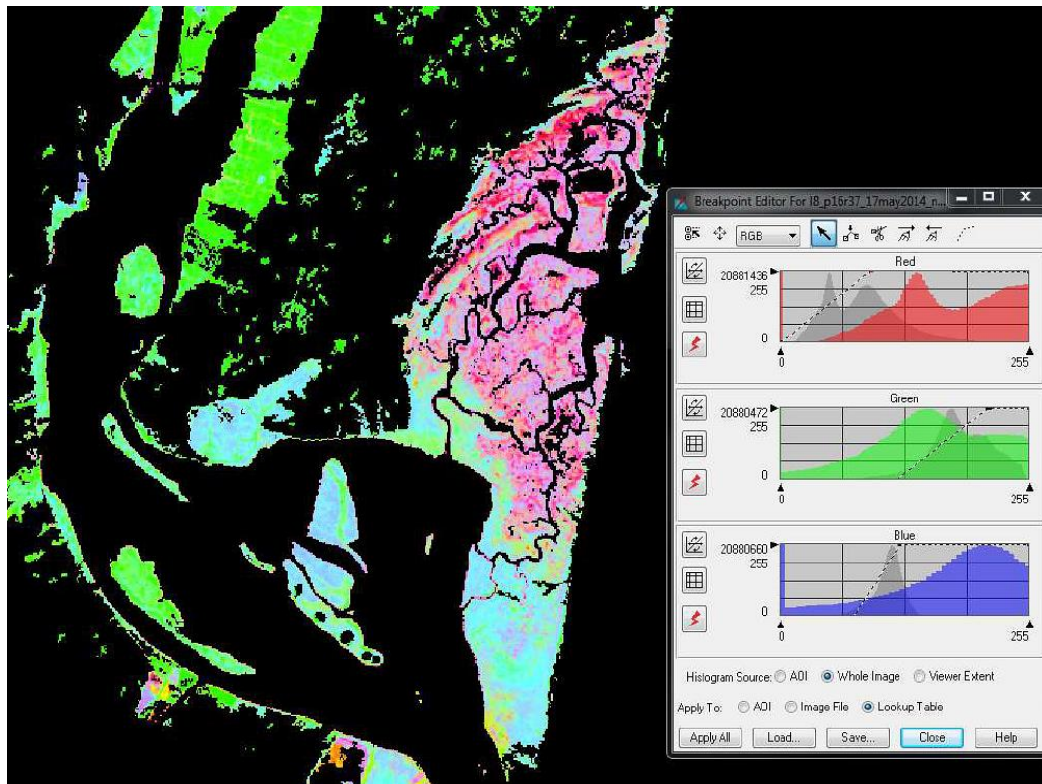 Breakpoint Editor For l8_p16r37_17may2014_n...
RGB
Red
20881436
255
0
0
255
Green
20880472
255
0
0
255
Blue
20880660
255
0
0
255
Histogram Source: AOI Whole Image Viewer Extent
Apply To: AOI Image File Lookup Table
Apply All Load... Save... Close Help